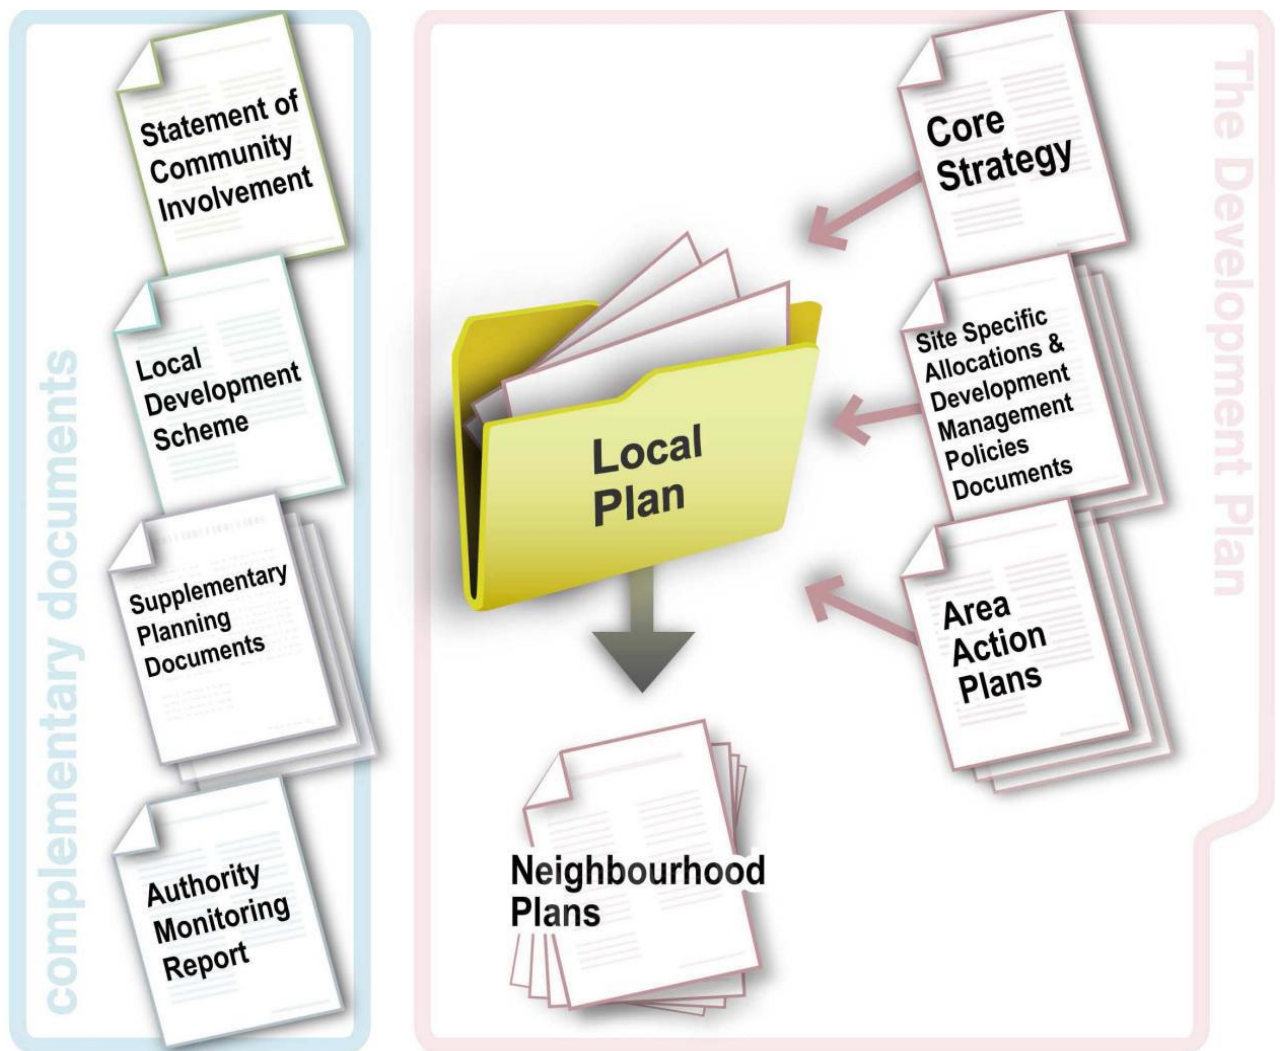 complementary documents
Statement of
Community
Involvement
Local
Development
Scheme
Supplementary
Planning
Documents
Authority
Monitoring
Report
The Development Plan
Local
Plan
Core
Strategy
Site Specific
Allocations &
Development
Management
Policies
Documents
Area
Action
Plans
Neighbourhood
Plans